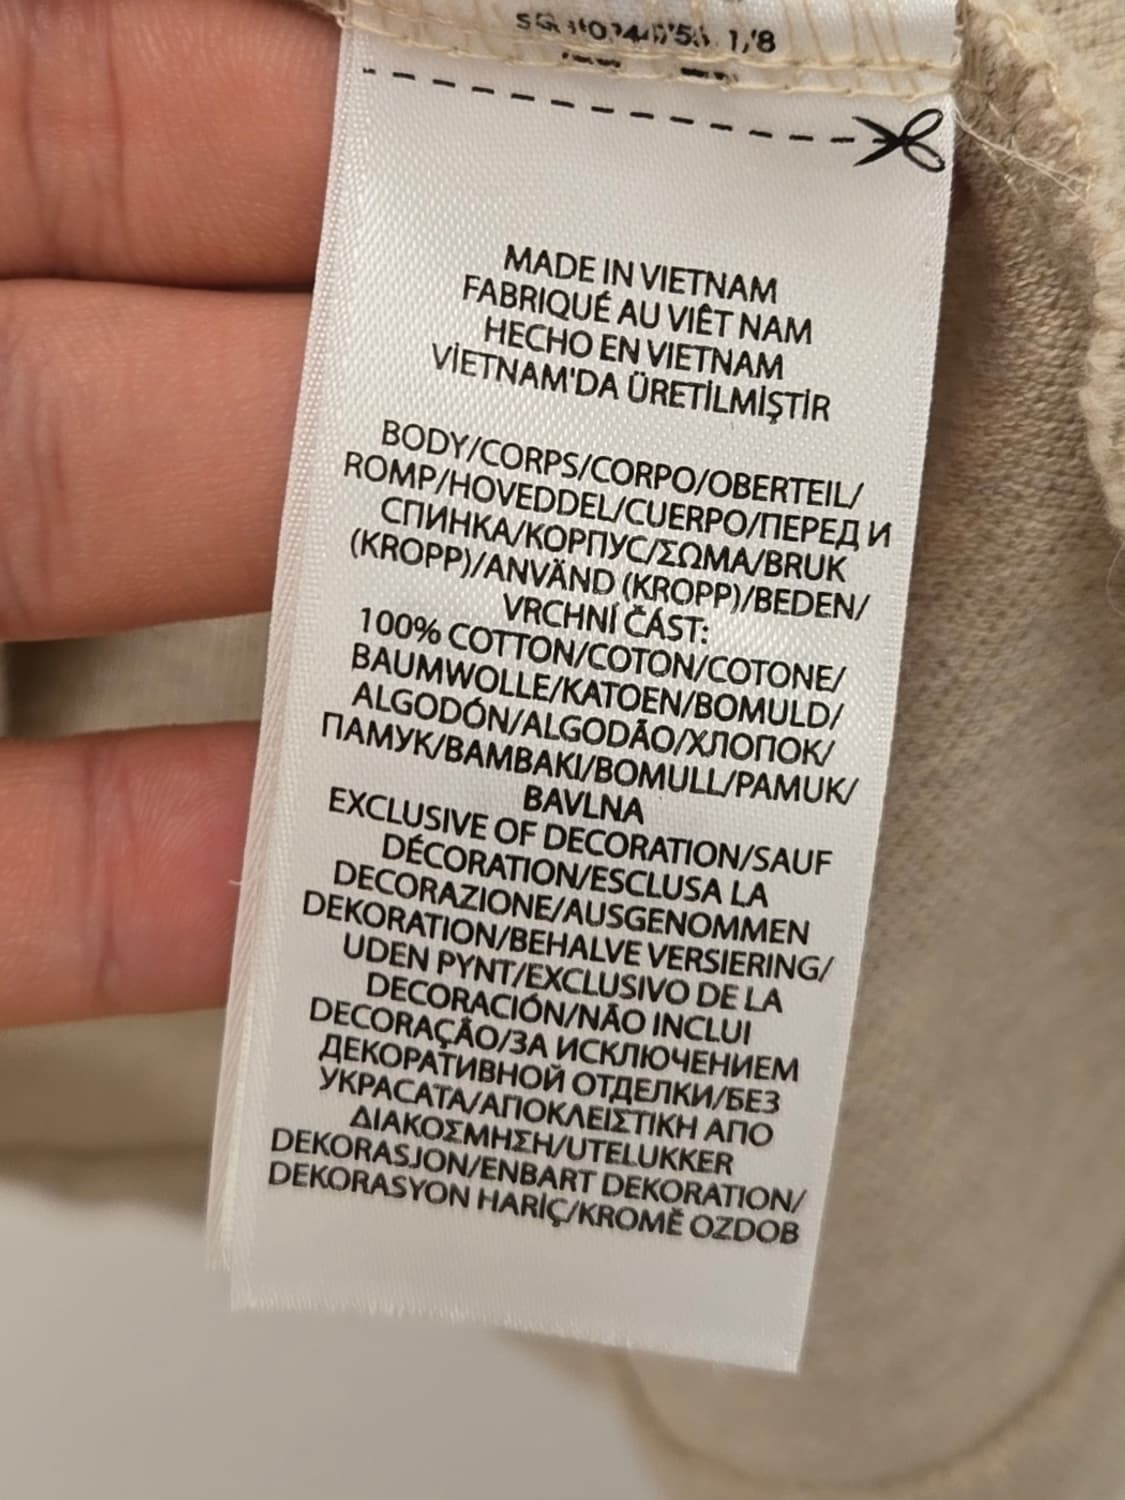 1/8
MADE IN VIETNAM
FABRIQUÉ AU VIÊT NAM
HECHO EN VIETNAM
VİETNAM'DA ÜRETİLMİŞTİR
BODY/CORPS/CORPO/OBERTEIL/
ROMP/HOVEDDEL/CUERPO/ПЕРЕД И
СПИНКА/КОРПУС/ΣΩΜΑ/BRUK
(KROPP)/ANVÄND (KROPP)/BEDEN/
VRCHNÍ ČÁST:
100% COTTON/COTON/COTONE/
BAUMWOLLE/KATOEN/BOMULD/
ALGODÓN/ALGODÃO/ХЛОПОК/
ПАМУК/BAMBAKI/BOMULL/PAMUK/
BAVLNA
EXCLUSIVE OF DECORATION/SAUF
DÉCORATION/ESCLUSA LA
DECORAZIONE/AUSGENOMMEN
DEKORATION/BEHALVE VERSIERING/
UDEN PYNT/EXCLUSIVO DE LA
DECORACIÓN/NÃO INCLUI
DECORAÇÃO/ЗА ИСКЛЮЧЕНИЕМ
ДЕКОРАТИВНОЙ ОТДЕЛКИ/БЕЗ
УКРАСАТА/ΑΠΟΚΛΕΙΣΤΙΚΗ ΑΠΟ
ΔΙΑΚΟΣΜΗΣΗ/UTELUKKER
DEKORASJON/ENBART DEKORATION/
DEKORASYON HARİÇ/KROMĚ OZDOB